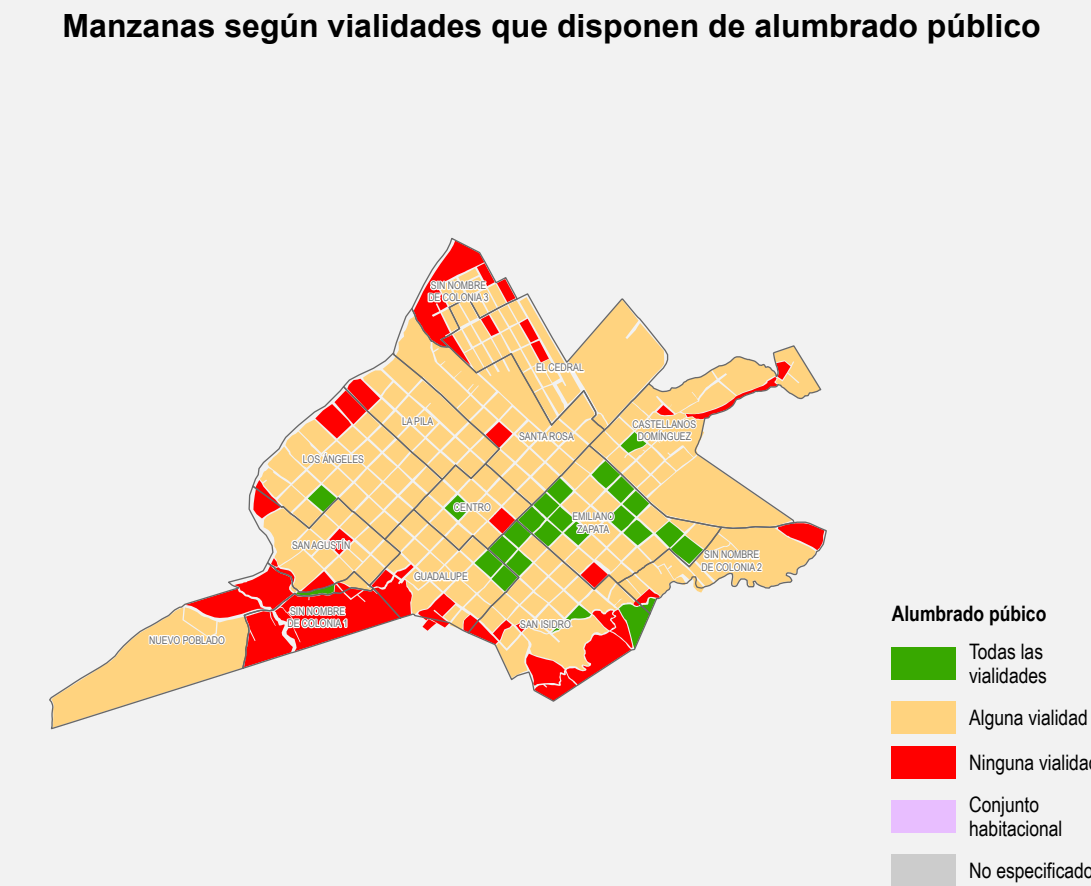 Manzanas según vialidades que disponen de alumbrado público
SIN NOMBRE
DE COLONIA 3
EL CEDRAL
LA PILA
SANTA ROSA
CASTELLANOS
DOMÍNGUEZ
LOS ÁNGELES
CENTRO
EMILIANO
ZAPATA
SAN AGUSTÍN
SIN NOMBRE
DE COLONIA 2
GUADALUPE
SIN NOMBRE
DE COLONIA 1
SAN ISIDRO
NUEVO POBLADO
Alumbrado púbico
Todas las
vialidades
Alguna vialidad
Ninguna vialidad
Conjunto
habitacional
No especificado